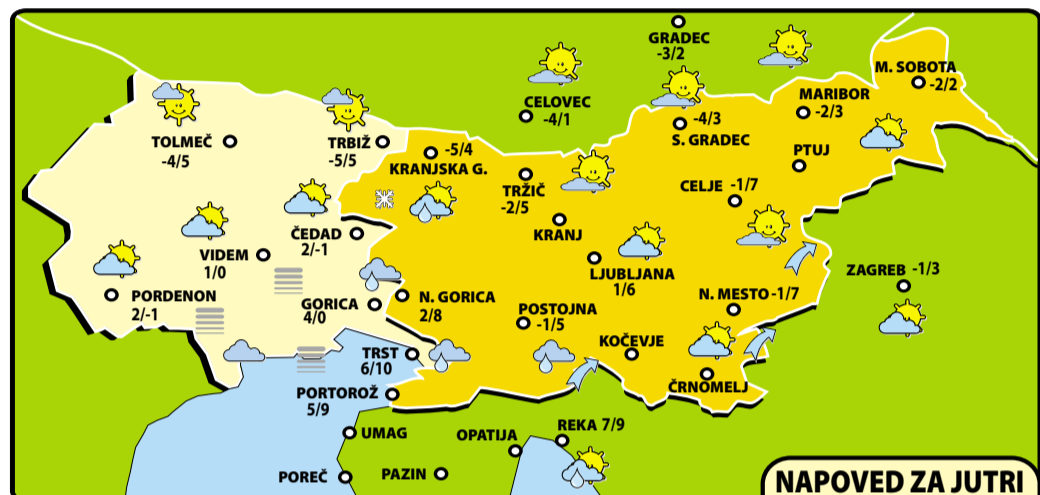 GRADEC
-3/2
M. SOBOTA
-2/2
CELOVEC
-4/1
MARIBOR
-2/3
-4/3
S. GRADEC
TOLMEČ
-4/5
TRBIŽ
-5/5
-5/4
KRANJSKA G.
PTUJ
TRŽIČ
-2/5
CELJE -1/7
KRANJ
ČEDAD
2/-1
VIDEM
1/0
LJUBLJANA
1/6
ZAGREB -1/3
PORDENON
2/-1
GORICA
4/0
N. GORICA
2/8
N. MESTO -1/7
POSTOJNA
-1/5
KOČEVJE
TRST
6/10
ČRNOMELJ
PORTOROŽ
5/9
UMAG
OPATIJA
REKA 7/9
POREČ
PAZIN
NAPOVED ZA JUTRI